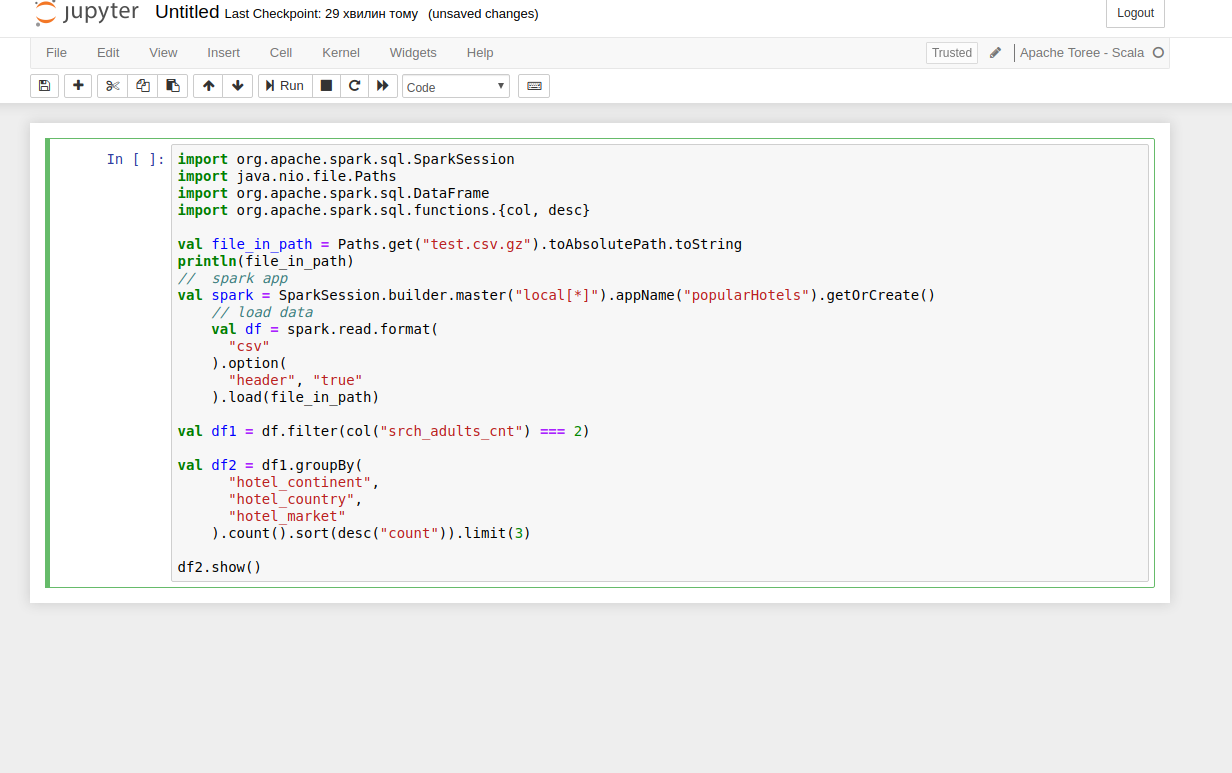 jupyter Untitled Last Checkpoint: 29 хвилин тому (unsaved changes) Logout
File Edit View Insert Cell Kernel Widgets Help Trusted Apache Toree - Scala
Run Code
In [ ]: import org.apache.spark.sql.SparkSession
import java.nio.file.Paths
import org.apache.spark.sql.DataFrame
import org.apache.spark.sql.functions.{col, desc}

val file_in_path = Paths.get("test.csv.gz").toAbsolutePath.toString
println(file_in_path)
//  spark app
val spark = SparkSession.builder.master("local[*]").appName("popularHotels").getOrCreate()
    // load data
    val df = spark.read.format(
      "csv"
    ).option(
      "header", "true"
    ).load(file_in_path)

val df1 = df.filter(col("srch_adults_cnt") === 2)

val df2 = df1.groupBy(
      "hotel_continent",
      "hotel_country",
      "hotel_market"
    ).count().sort(desc("count")).limit(3)

df2.show()